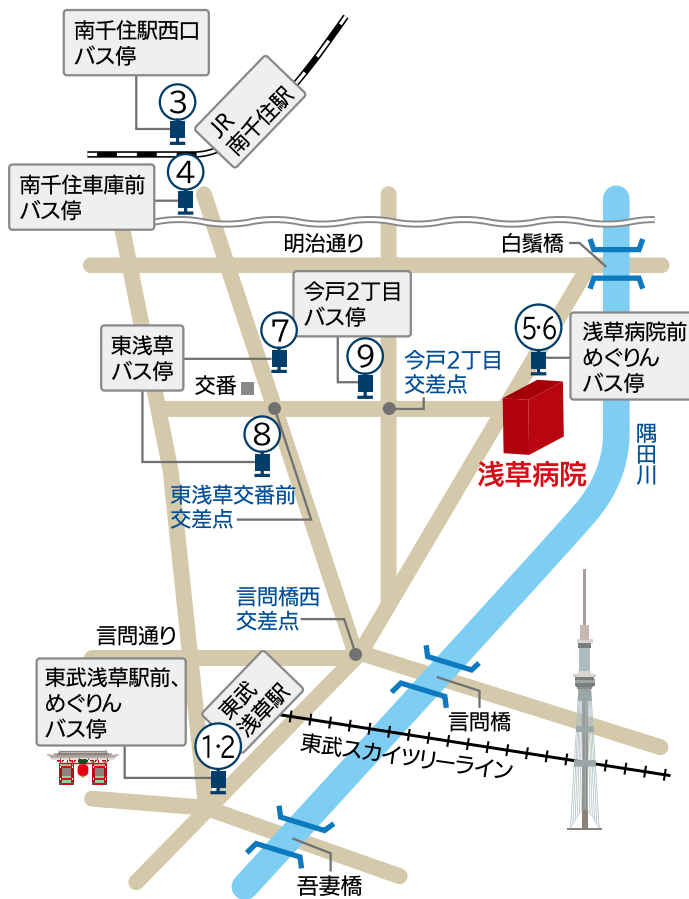 南千住駅西口
バス停
③
JR
南千住駅
④
南千住車庫前
バス停
明治通り
白鬚橋
今戸2丁目
バス停
⑦
⑨
5・6
浅草病院前
めぐりん
バス停
東浅草
バス停
今戸2丁目
交差点
交番
⑧
隅田川
浅草病院
東浅草交番前
交差点
言問橋西
交差点
言問通り
東武浅草駅前、
めぐりん
バス停
東武
浅草駅
1・2
言問橋
東武スカイツリーライン
吾妻橋